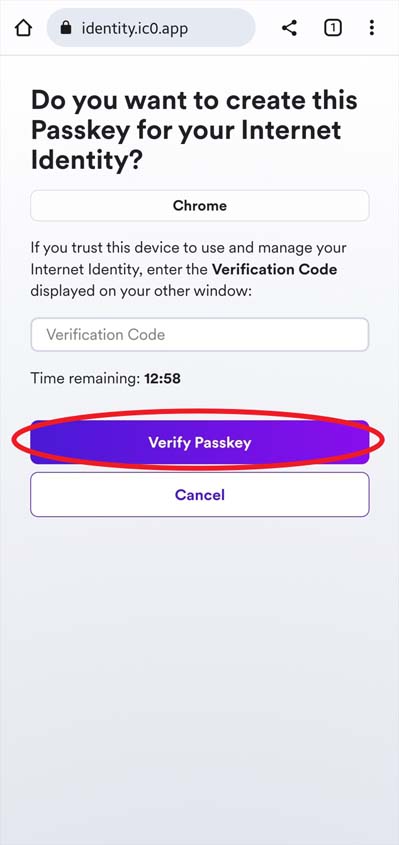 identity.ic0.app
1
Do you want to create this
Passkey for your Internet
Identity?
Chrome
If you trust this device to use and manage your
Internet Identity, enter the Verification Code
displayed on your other window:
Verification Code
Time remaining: 12:58
Verify Passkey
Cancel